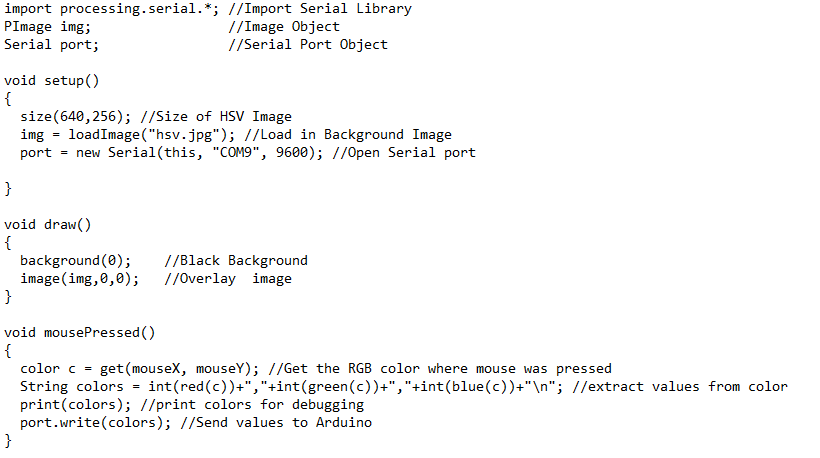 import processing.serial.*; //Import Serial Library
PImage img;                 //Image Object
Serial port;                //Serial Port Object

void setup()
{
  size(640,256); //Size of HSV Image
  img = loadImage("hsv.jpg"); //Load in Background Image
  port = new Serial(this, "COM9", 9600); //Open Serial port

}

void draw()
{
  background(0);    //Black Background
  image(img,0,0);   //Overlay  image
}

void mousePressed()
{
  color c = get(mouseX, mouseY); //Get the RGB color where mouse was pressed
  String colors = int(red(c))+","+int(green(c))+","+int(blue(c))+"\n"; //extract values from color
  print(colors); //print colors for debugging
  port.write(colors); //Send values to Arduino
}